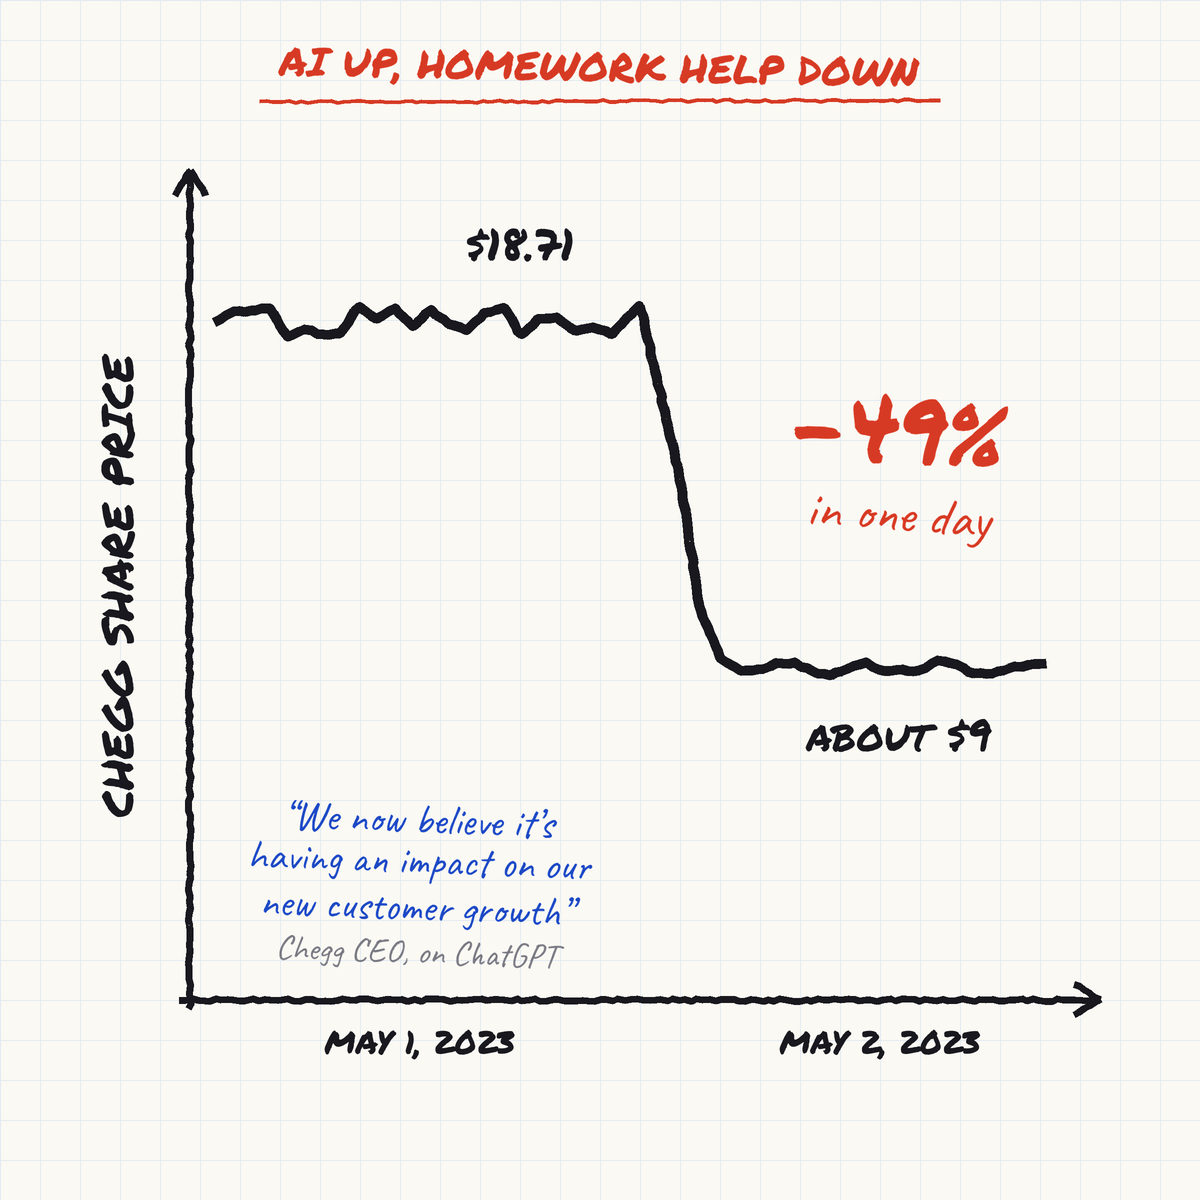 AI UP, HOMEWORK HELP DOWN
$18.71
CHEGG SHARE PRICE
-49%
in one day
ABOUT $9
“We now believe it’s
having an impact on our
new customer growth”
Chegg CEO, on ChatGPT
MAY 1, 2023
MAY 2, 2023